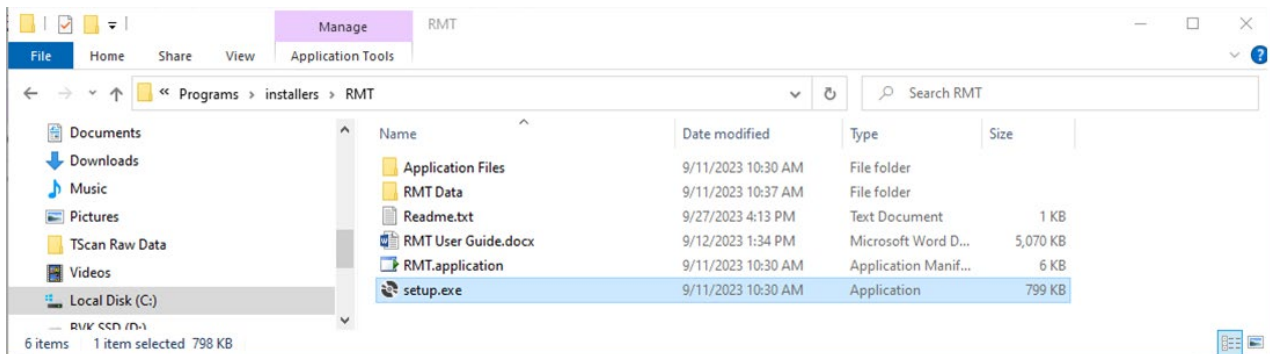 Manage RMT
File Home Share View Application Tools
« Programs › installers › RMT Search RMT
Documents
Downloads
Music
Pictures
TScan Raw Data
Videos
Local Disk (C:)
BVK SSD (D:)
Name Date modified Type Size
Application Files 9/11/2023 10:30 AM File folder
RMT Data 9/11/2023 10:37 AM File folder
Readme.txt 9/27/2023 4:13 PM Text Document 1 KB
RMT User Guide.docx 9/12/2023 1:34 PM Microsoft Word D... 5,070 KB
RMT.application 9/11/2023 10:30 AM Application Manif... 6 KB
setup.exe 9/11/2023 10:30 AM Application 799 KB
6 items 1 item selected 798 KB